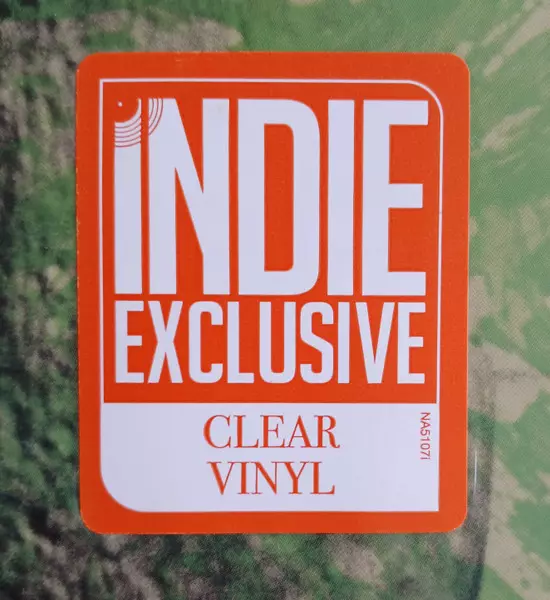 INDIE
EXCLUSIVE
CLEAR
VINYL
NA5107i